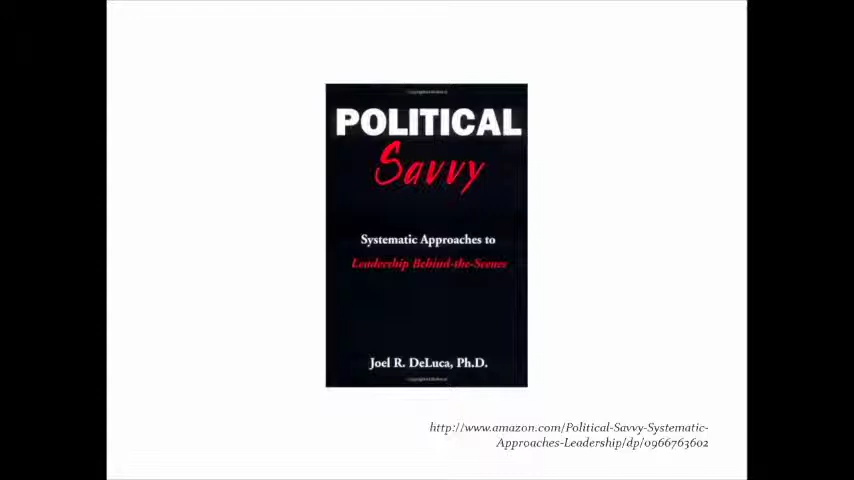 POLITICAL
Savvy
Systematic Approaches to
Leadership Behind-the-Scenes
Joel R. DeLuca, Ph.D.
http://www.amazon.com/Political-Savvy-Systematic-
Approaches-Leadership/dp/0966763602